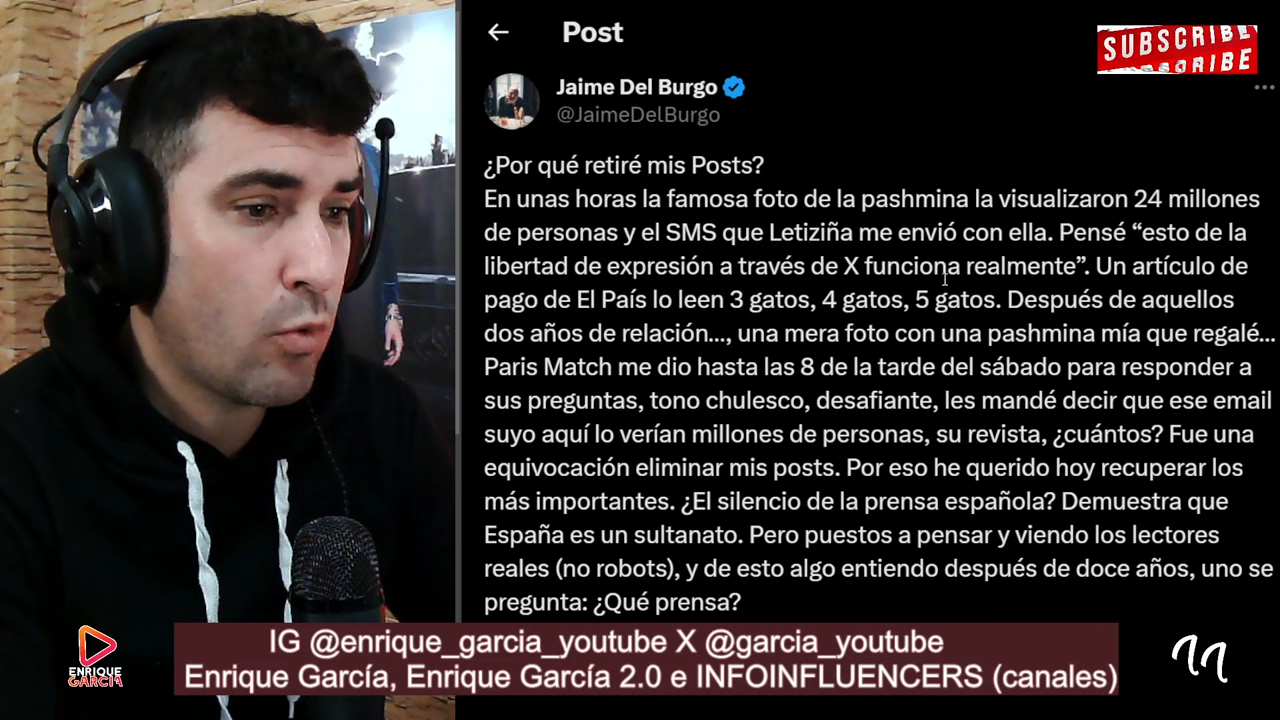 Post
SUBSCRIBE
SUBSCRIBE
Jaime Del Burgo
@JaimeDelBurgo
¿Por qué retiré mis Posts?
En unas horas la famosa foto de la pashmina la visualizaron 24 millones
de personas y el SMS que Letiziña me envió con ella. Pensé “esto de la
libertad de expresión a través de X funciona realmente”. Un artículo de
pago de El País lo leen 3 gatos, 4 gatos, 5 gatos. Después de aquellos
dos años de relación..., una mera foto con una pashmina mía que regalé...
Paris Match me dio hasta las 8 de la tarde del sábado para responder a
sus preguntas, tono chulesco, desafiante, les mandé decir que ese email
suyo aquí lo verían millones de personas, su revista, ¿cuántos? Fue una
equivocación eliminar mis posts. Por eso he querido hoy recuperar los
más importantes. ¿El silencio de la prensa española? Demuestra que
España es un sultanato. Pero puestos a pensar y viendo los lectores
reales (no robots), y de esto algo entiendo después de doce años, uno se
pregunta: ¿Qué prensa?
IG @enrique_garcia_youtube X @garcia_youtube
Enrique García, Enrique García 2.0 e INFOINFLUENCERS (canales)
ENRIQUE
GARCIA